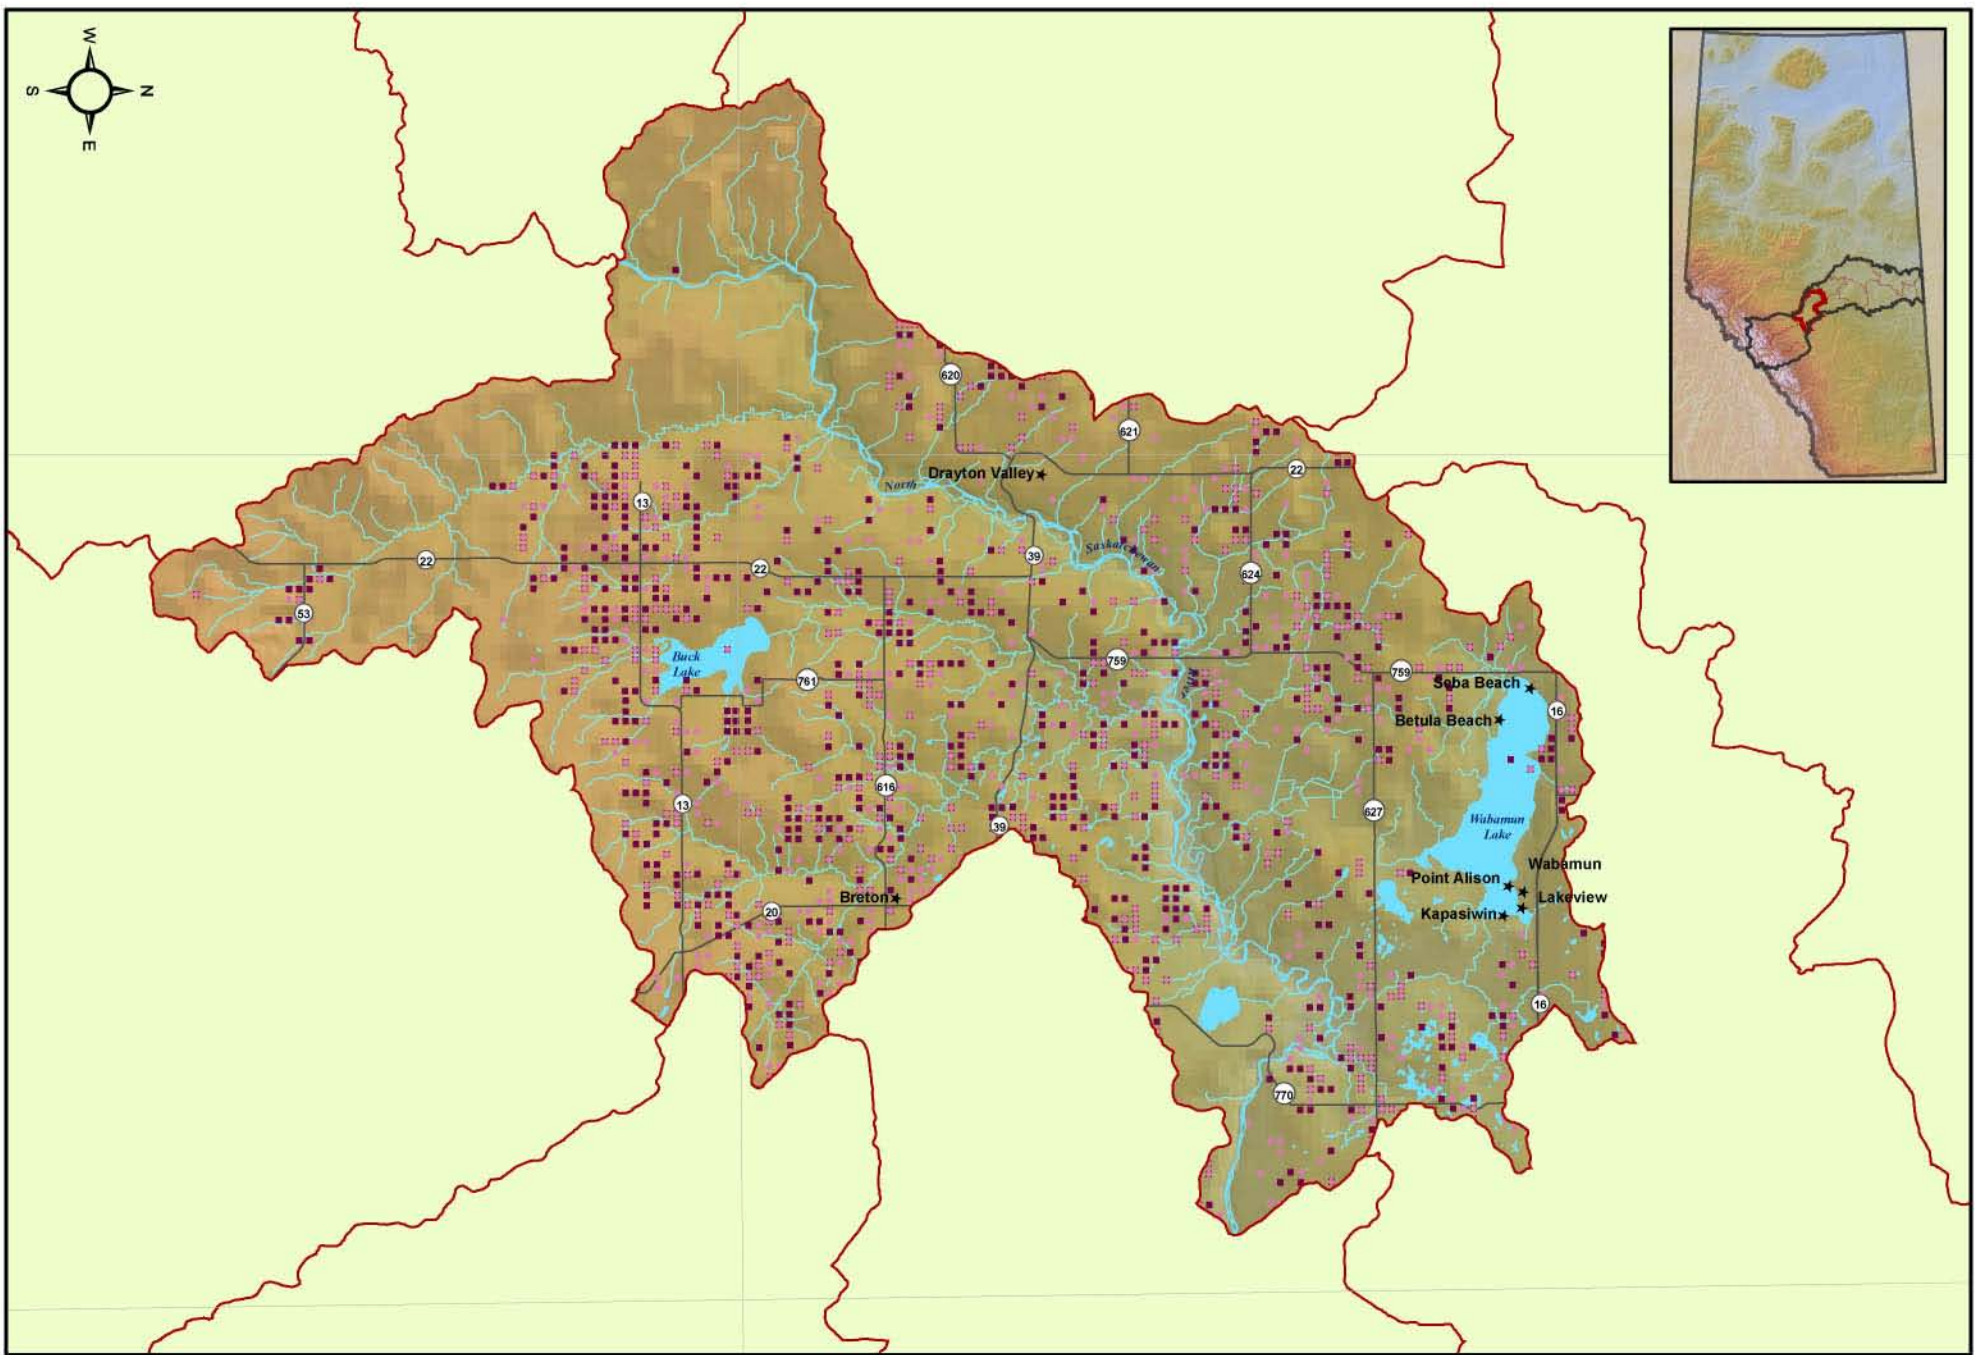 W
S
N
E
620
621
Drayton Valley
22
North
13
39
Saskatchewan
22
22
624
53
Buck
Lake
759
761
759
River
Seba Beach
16
Betula Beach
616
13
39
627
Wabamun
Lake
Wabamun
Point Alison
Lakeview
Breton
20
Kapasiwin
16
770